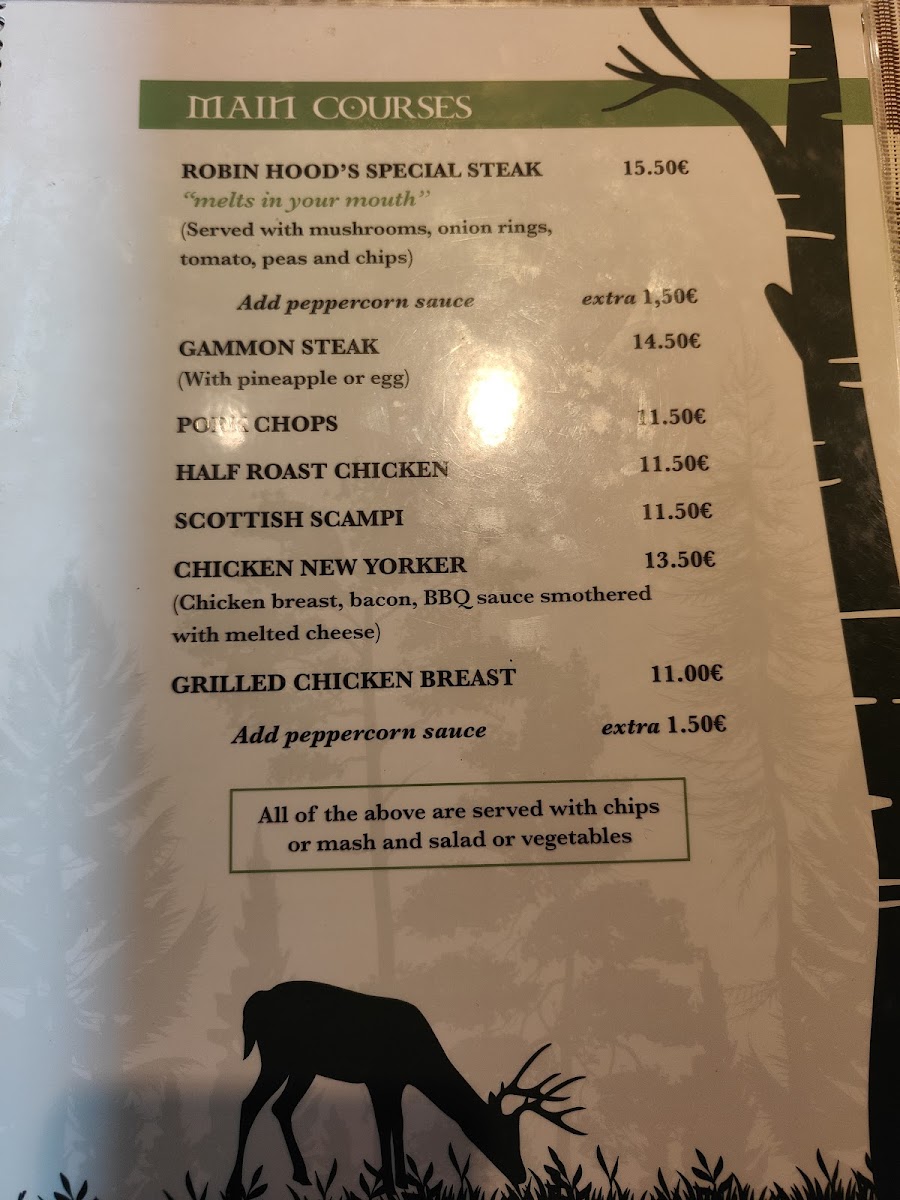 MAIN COURSES
ROBIN HOOD'S SPECIAL STEAK 15.50€
"melts in your mouth"
(Served with mushrooms, onion rings,
tomato, peas and chips)
Add peppercorn sauce extra 1,50€
GAMMON STEAK 14.50€
(With pineapple or egg)
PORK CHOPS 11.50€
HALF ROAST CHICKEN 11.50€
SCOTTISH SCAMPI 11.50€
CHICKEN NEW YORKER 13.50€
(Chicken breast, bacon, BBQ sauce smothered
with melted cheese)
GRILLED CHICKEN BREAST 11.00€
Add peppercorn sauce extra 1.50€
All of the above are served with chips
or mash and salad or vegetables